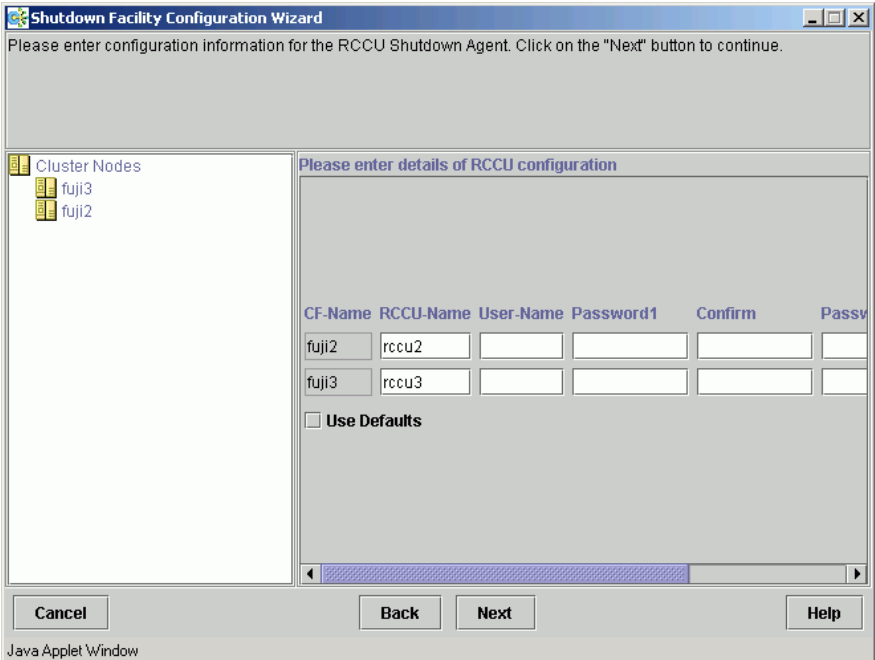 Shutdown Facility Configuration Wizard
Please enter configuration information for the RCCU Shutdown Agent. Click on the "Next" button to continue.
Cluster Nodes
fuji3
fuji2
Please enter details of RCCU configuration
CF-Name RCCU-Name User-Name Password1 Confirm Passw
fuji2 rccu2
fuji3 rccu3
Use Defaults
Cancel Back Next Help
Java Applet Window